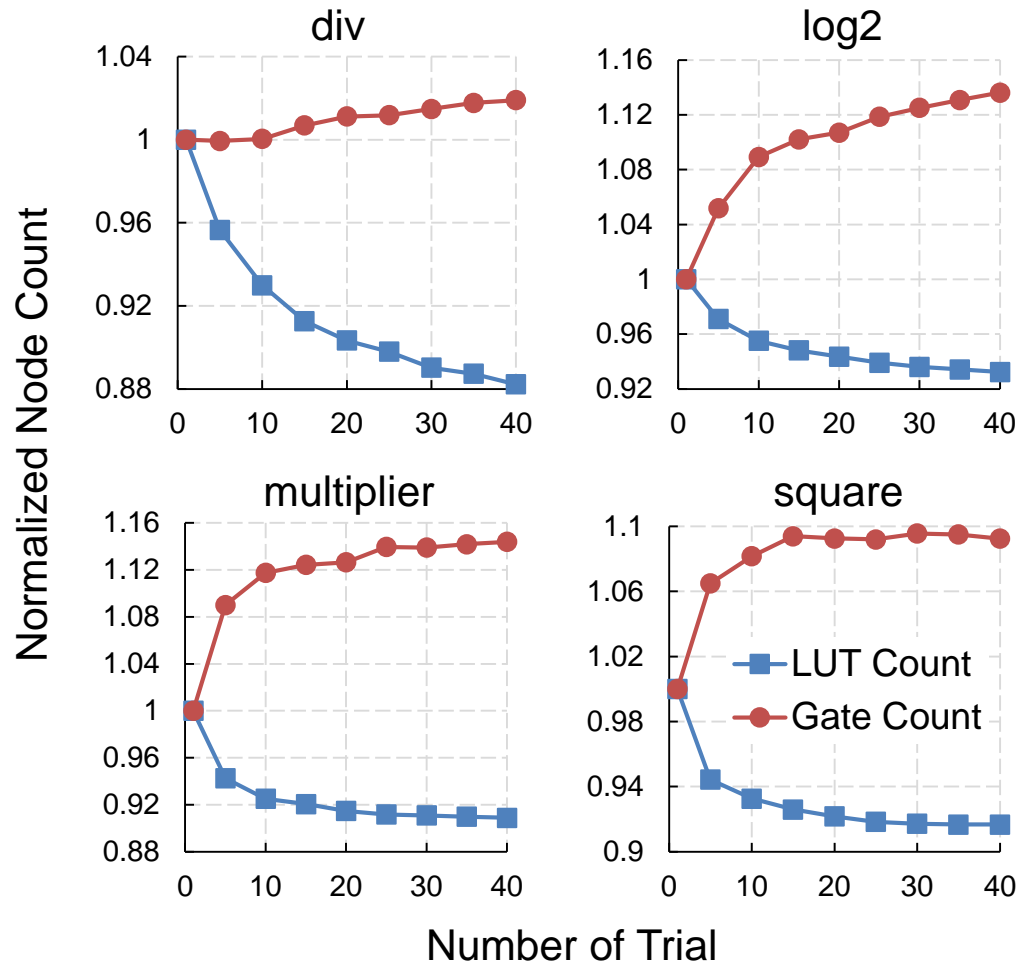 Normalized Node Count
div
1.04
1
0.96
0.92
0.88
0 10 20 30 40
log2
1.16
1.12
1.08
1.04
1
0.96
0.92
0 10 20 30 40
multiplier
1.16
1.12
1.08
1.04
1
0.96
0.92
0.88
0 10 20 30 40
square
1.1
1.06
1.02
0.98
0.94
0.9
LUT Count
Gate Count
0 10 20 30 40
Number of Trial